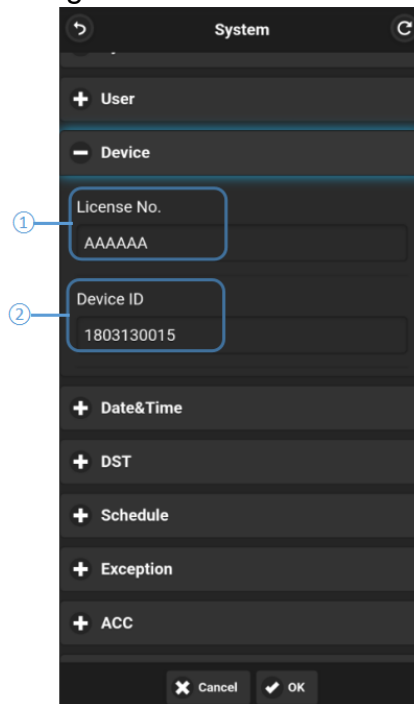 System
User
Device
①
License No.
AAAAAA
②
Device ID
1803130015
Date&Time
DST
Schedule
Exception
ACC
Cancel OK